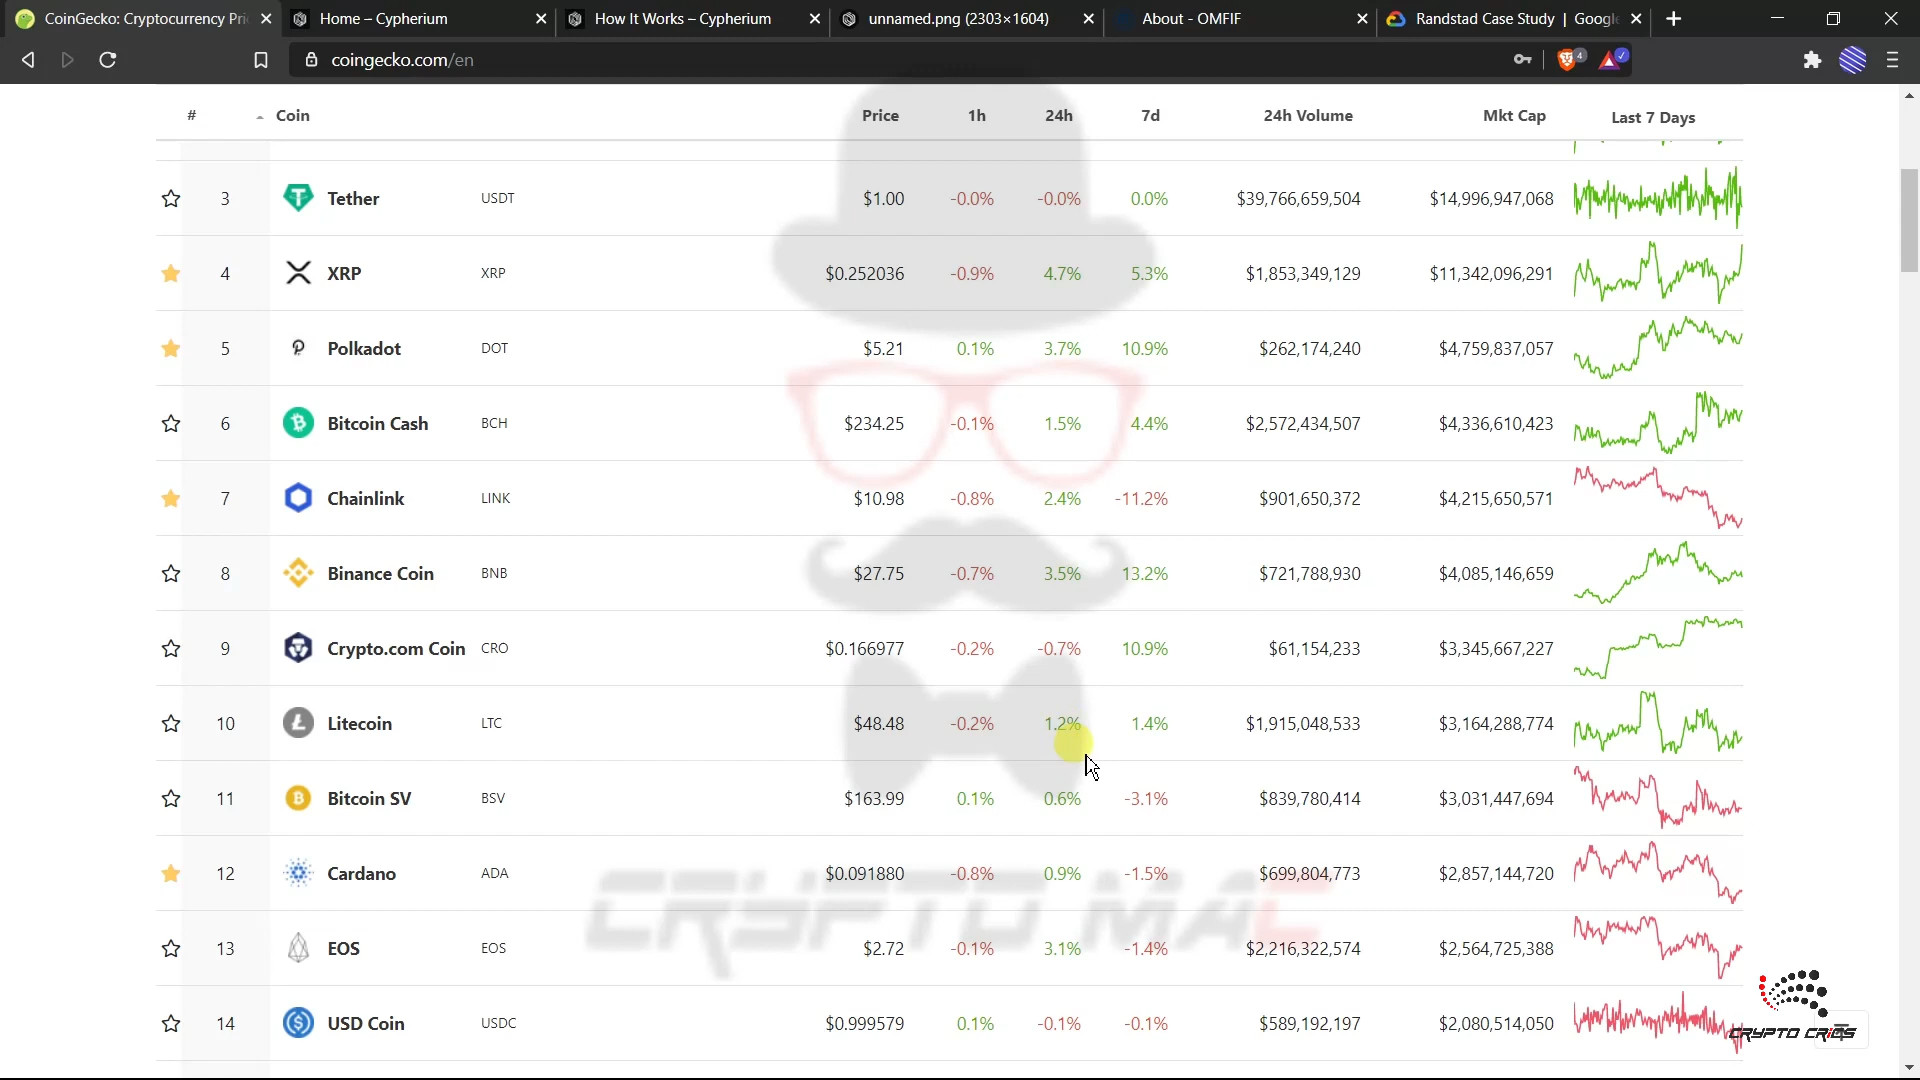 CoinGecko: Cryptocurrency Pri
Home – Cypherium
How It Works – Cypherium
unnamed.png (2303×1604)
About - OMFIF
Randstad Case Study | Google
coingecko.com/en
4
# Coin Price 1h 24h 7d 24h Volume Mkt Cap Last 7 Days
3 Tether USDT $1.00 -0.0% -0.0% 0.0% $39,766,659,504 $14,996,947,068
4 XRP XRP $0.252036 -0.9% 4.7% 5.3% $1,853,349,129 $11,342,096,291
5 Polkadot DOT $5.21 0.1% 3.7% 10.9% $262,174,240 $4,759,837,057
6 Bitcoin Cash BCH $234.25 -0.1% 1.5% 4.4% $2,572,434,507 $4,336,610,423
7 Chainlink LINK $10.98 -0.8% 2.4% -11.2% $901,650,372 $4,215,650,571
8 Binance Coin BNB $27.75 -0.7% 3.5% 13.2% $721,788,930 $4,085,146,659
9 Crypto.com Coin CRO $0.166977 -0.2% -0.7% 10.9% $61,154,233 $3,345,667,227
10 Litecoin LTC $48.48 -0.2% 1.2% 1.4% $1,915,048,533 $3,164,288,774
11 Bitcoin SV BSV $163.99 0.1% 0.6% -3.1% $839,780,414 $3,031,447,694
12 Cardano ADA $0.091880 -0.8% 0.9% -1.5% $699,804,773 $2,857,144,720
CRYPTO MAC
13 EOS EOS $2.72 -0.1% 3.1% -1.4% $2,216,322,574 $2,564,725,388
14 USD Coin USDC $0.999579 0.1% -0.1% -0.1% $589,192,197 $2,080,514,050
CRYPTO CRIBS